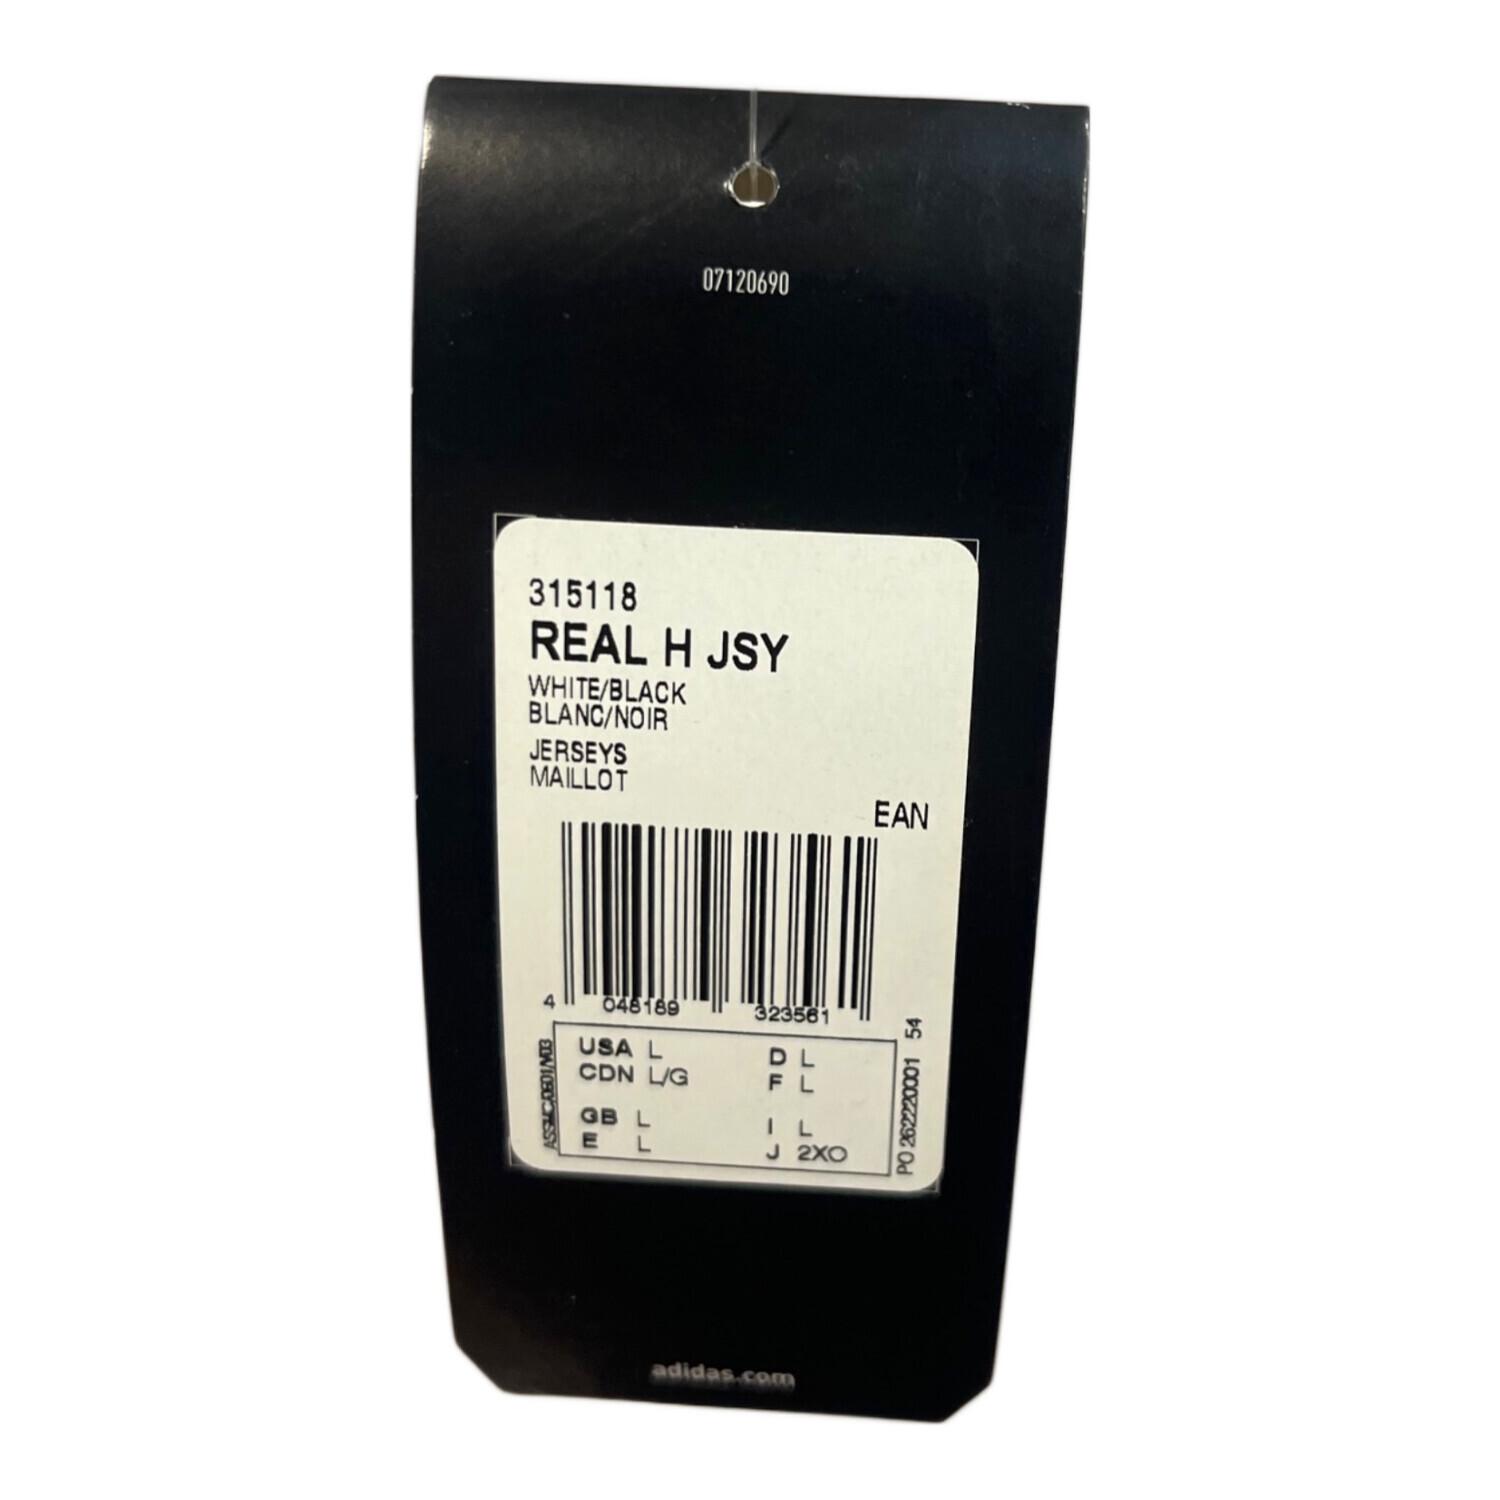 07120690
315118
REAL H JSY
WHITE/BLACK
BLANC/NOIR
JERSEYS
MAILLOT
EAN
4 048189 323561
USA L D L
CDN L/G F L
GB L I L
E L J 2XO
PO 262220001 54
adidas.com